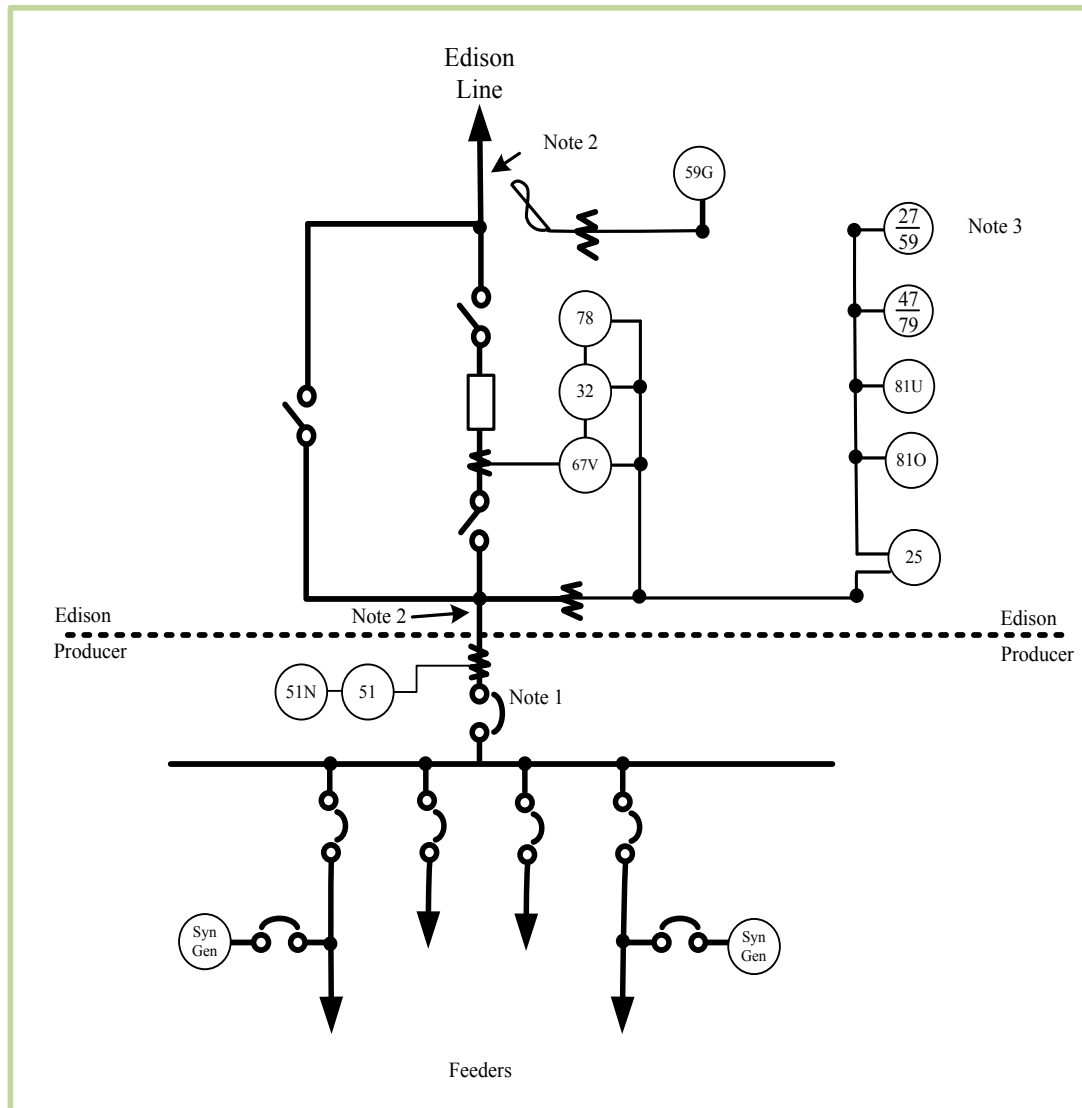 Edison
Line
Note 2
59G
27
59
Note 3
47
79
78
32
81U
67V
81O
25
Note 2
Edison
Edison
Producer
Producer
51N
51
Note 1
Syn
Gen
Syn
Gen
Feeders